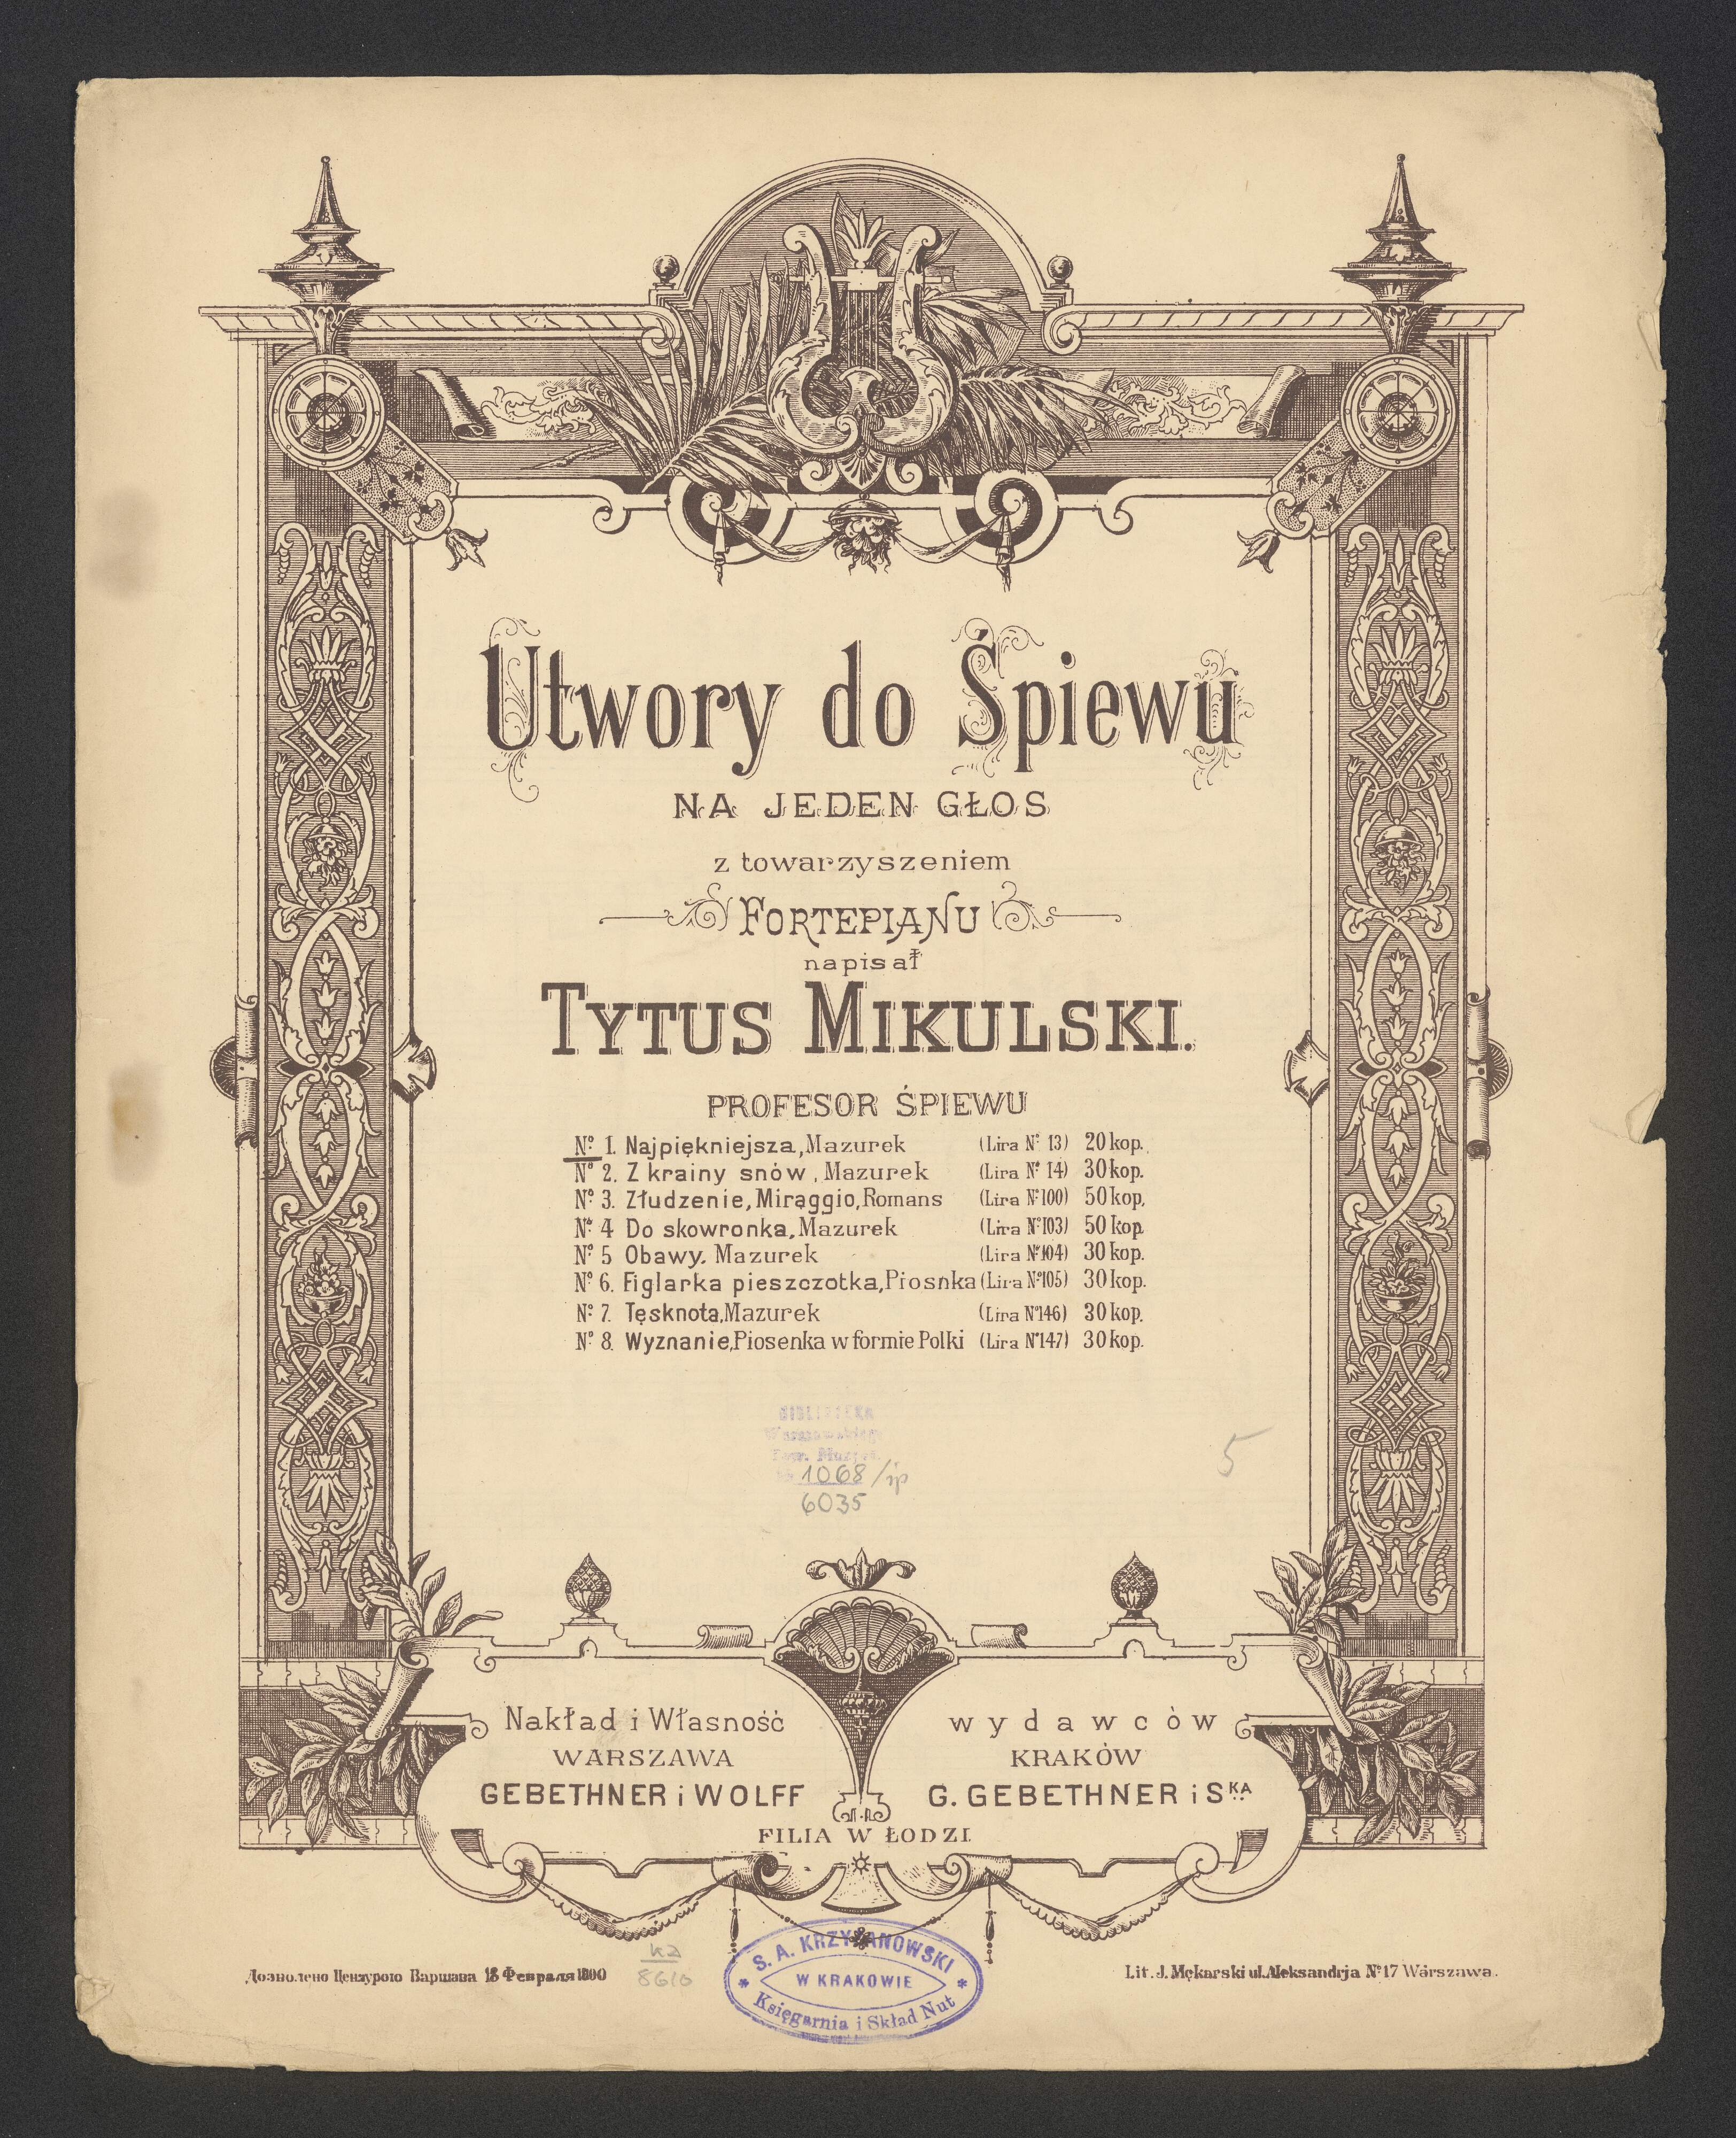 Utwory do Śpiewu
NA JEDEN GŁOS
z towarzyszeniem
FORTEPIANU
napisał
TYTUS MIKULSKI.
PROFESOR ŚPIEWU
Nº 1. Najpiękniejsza, Mazurek (Lira Nº 13) 20 kop.
Nº 2. Z krainy snów, Mazurek (Lira Nº 14) 30 kop.
Nº 3. Złudzenie, Mirąggio, Romans (Lira Nº 100) 50 kop.
Nº 4 Do skowronka, Mazurek (Lira Nº 103) 50 kop.
Nº 5 Obawy. Mazurek (Lira Nº 104) 30 kop.
Nº 6. Figlarka pieszczotka, Piosnka (Lira Nº 105) 30 kop.
Nº 7. Tęsknota, Mazurek (Lira Nº 146) 30 kop.
Nº 8. Wyznanie, Piosenka w formie Polki (Lira Nº 147) 30 kop.
BIBLIOTEKA
Warszawskiego
Tow. Muzycz.
1068/ip
6035
5
Nakład i Własność wydawców
WARSZAWA KRAKÓW
GEBETHNER i WOLFF G. GEBETHNER i SKA
FILIA W ŁODZI
Дозволено Цензурою Варшава Февраля
8610
S. A. KRZYŻANOWSKI
W KRAKOWIE
Księgarnia i Skład Nut
Lit. J. Mękarski ul. Aleksandrja Nº 17 Warszawa.